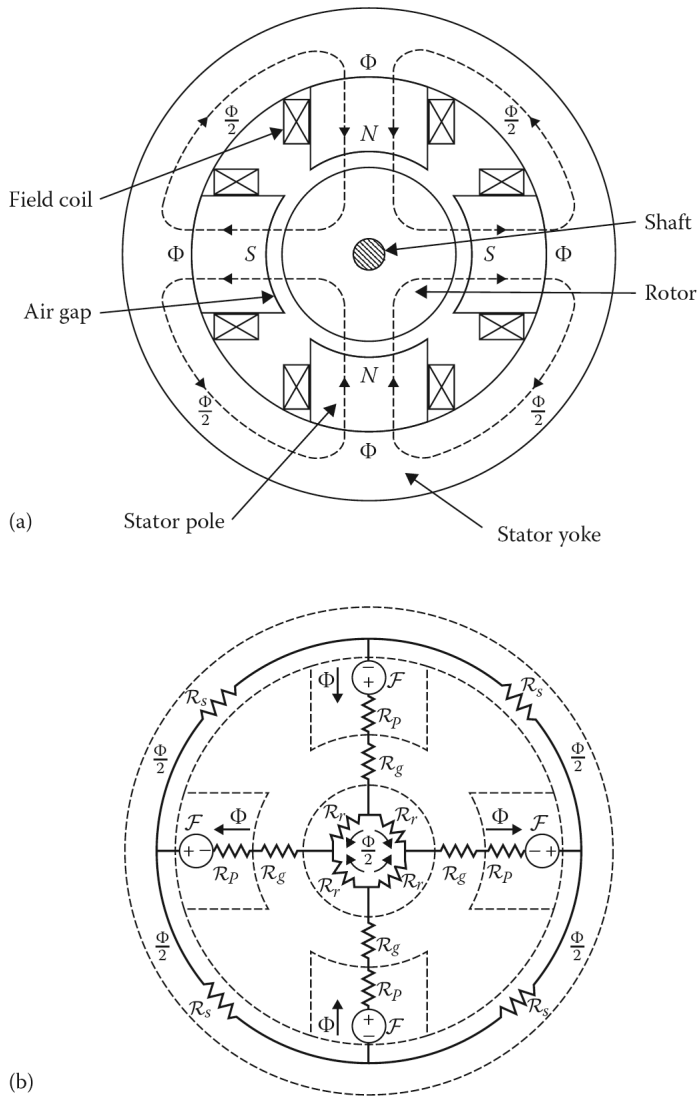 Φ
Φ/2
Φ/2
N
Field coil
Shaft
Φ
S
S
Φ
Rotor
Air gap
N
Φ/2
Φ/2
Φ
(a)
Stator pole
Stator yoke
Φ
−
+
ℱ
ℛs
ℛs
ℛp
Φ/2
Φ/2
ℛg
ℱ
Φ
ℛr
ℛr
Φ
ℱ
+ −
Φ/2
− +
ℛp
ℛg
ℛr
ℛr
ℛg
ℛp
Φ/2
ℛg
Φ/2
ℛs
ℛp
ℛs
Φ
+
−
ℱ
(b)